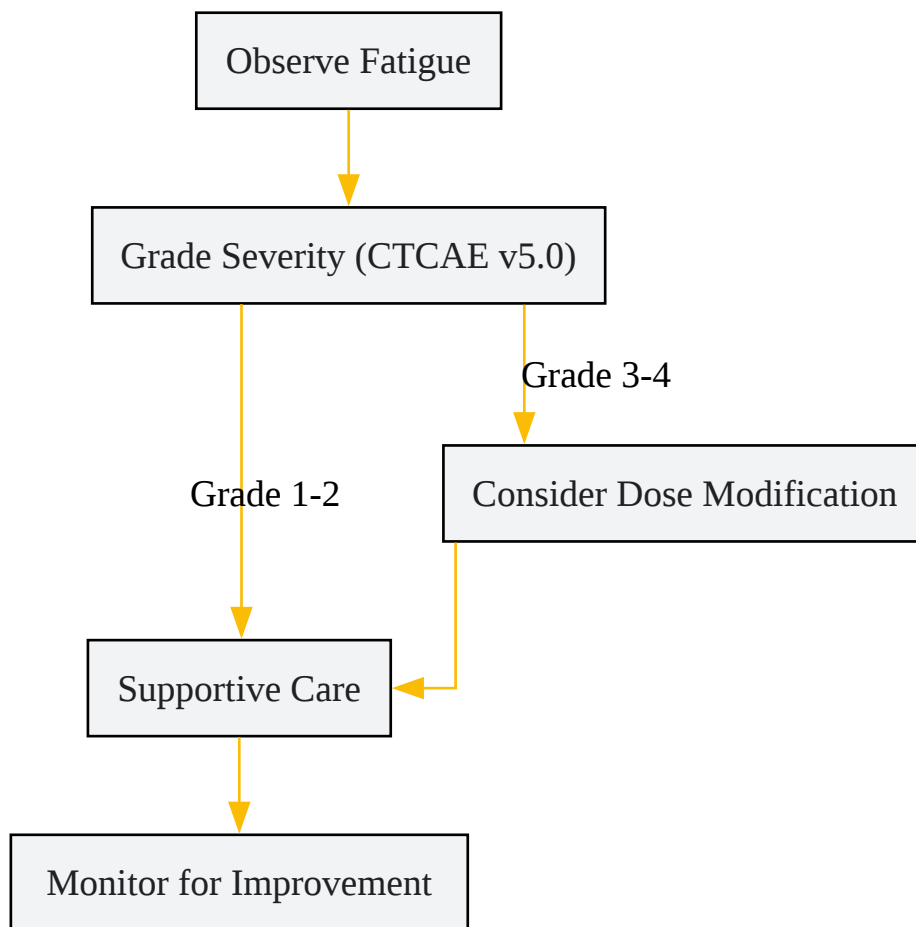 Observe Fatigue
Grade Severity (CTCAE v5.0)
Grade 3-4
Grade 1-2
Consider Dose Modification
Supportive Care
Monitor for Improvement